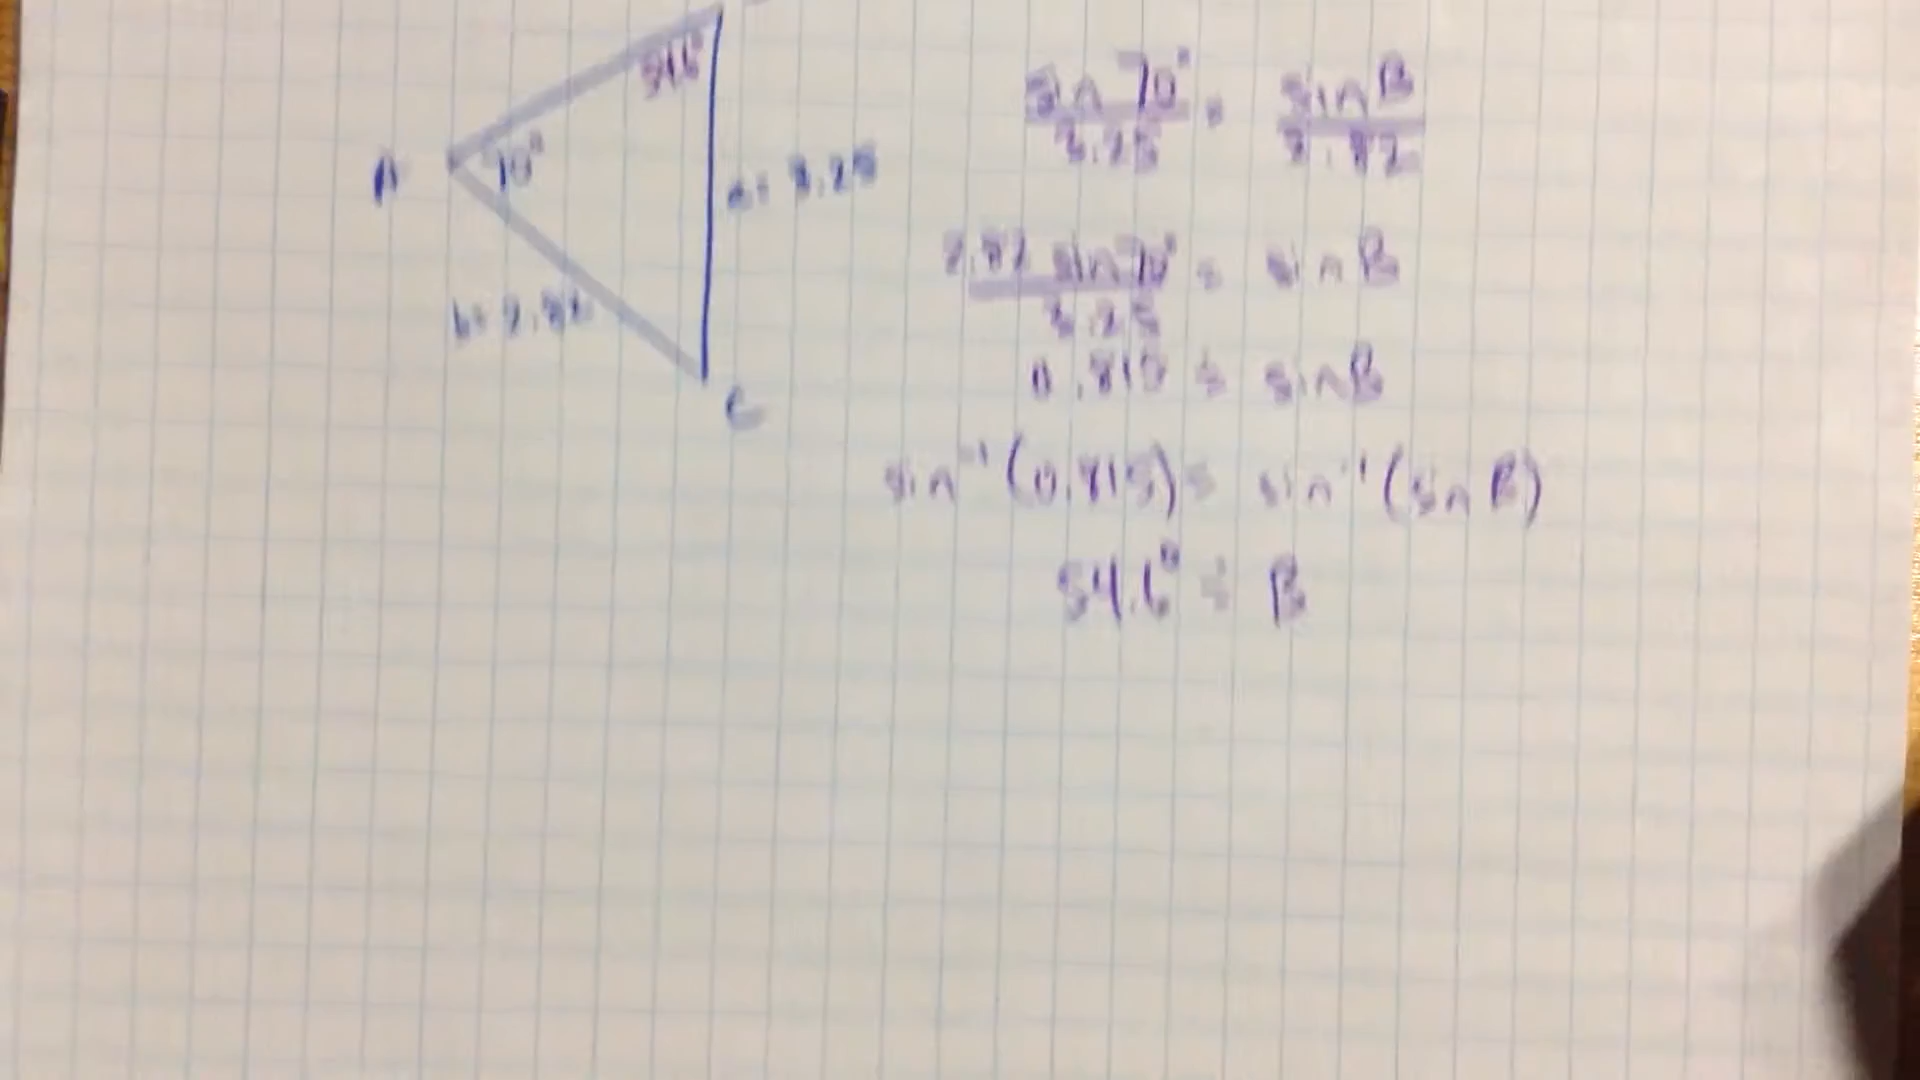 54.6°
A
70°
a = 3.25
b = 2.82
C
sin 70° = sin B
3.25 2.82
2.82 sin 70° = sin B
3.25
0.815 = sin B
sin⁻¹ (0.815) = sin⁻¹ (sin B)
54.6° = B